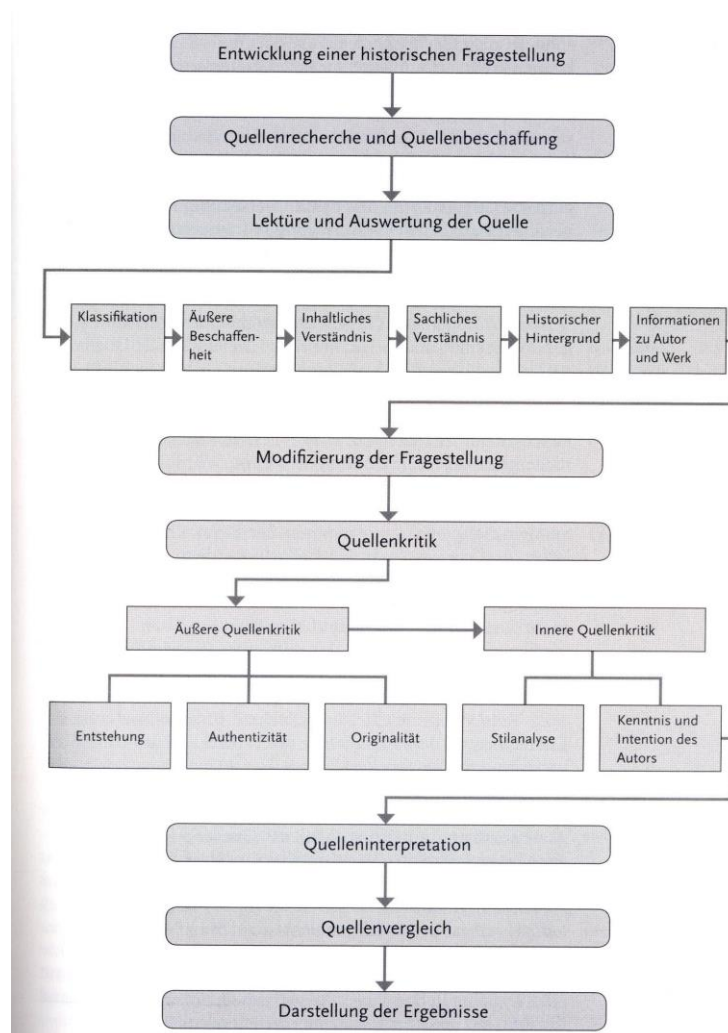 Entwicklung einer historischen Fragestellung
Quellenrecherche und Quellenbeschaffung
Lektüre und Auswertung der Quelle
Klassifikation
Äußere
Beschaffen-
heit
Inhaltliches
Verständnis
Sachliches
Verständnis
Historischer
Hintergrund
Informationen
zu Autor
und Werk
Modifizierung der Fragestellung
Quellenkritik
Äußere Quellenkritik
Innere Quellenkritik
Entstehung
Authentizität
Originalität
Stilanalyse
Kenntnis und
Intention des
Autors
Quelleninterpretation
Quellenvergleich
Darstellung der Ergebnisse